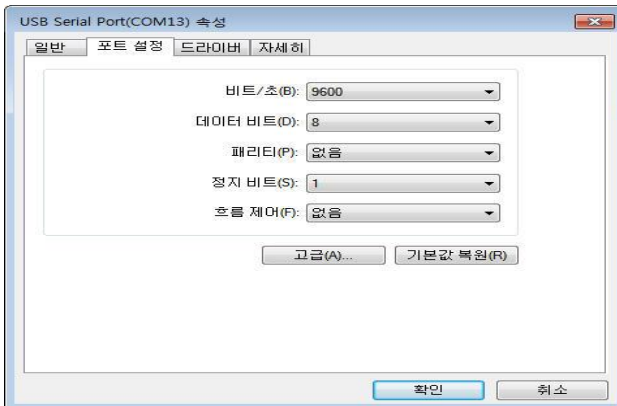 USB Serial Port(COM13) 속성
일반 포트 설정 드라이버 자세히
비트/초(B): 9600
데이터 비트(D): 8
패리티(P): 없음
정지 비트(S): 1
흐름 제어(F): 없음
고급(A)... 기본값 복원(R)
확인 취소